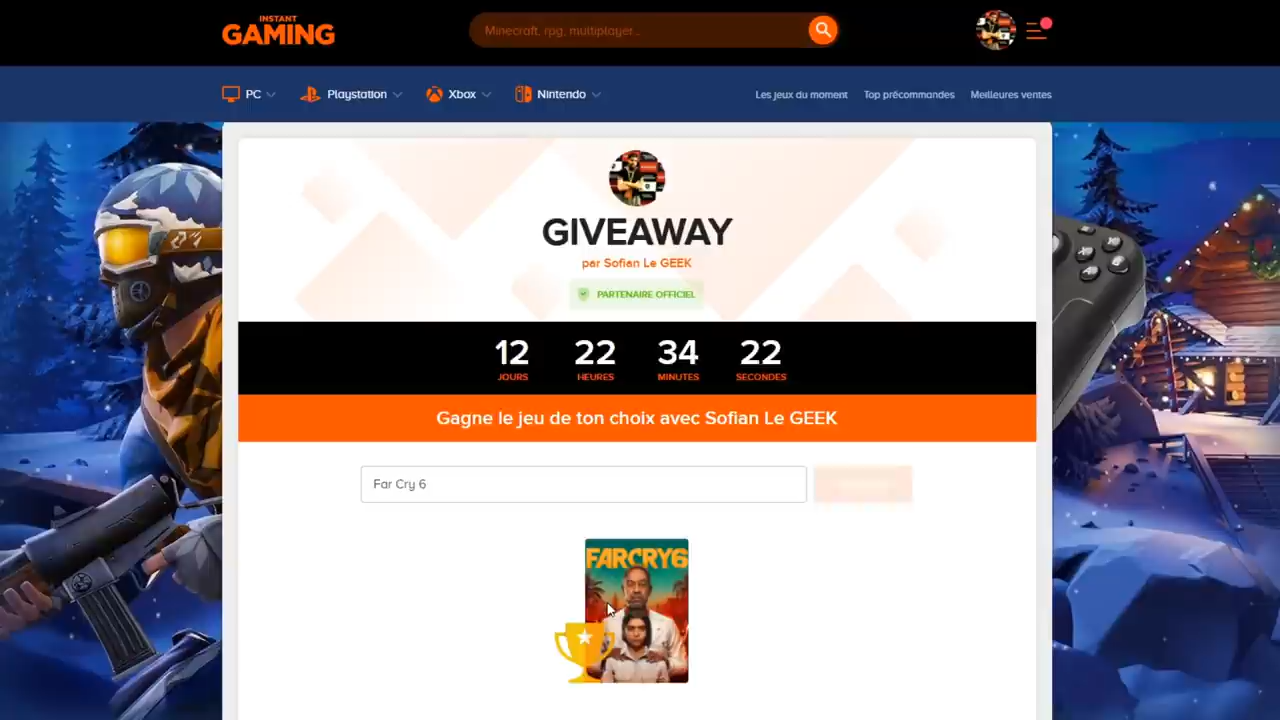 INSTANT
GAMING
Minecraft, rpg, multiplayer...
PC
Playstation
Xbox
Nintendo
Les jeux du moment
Top précommandes
Meilleures ventes
GIVEAWAY
par Sofian Le GEEK
PARTENAIRE OFFICIEL
12 22 34 22
JOURS HEURES MINUTES SECONDES
Gagne le jeu de ton choix avec Sofian Le GEEK
Far Cry 6
FARCRY6